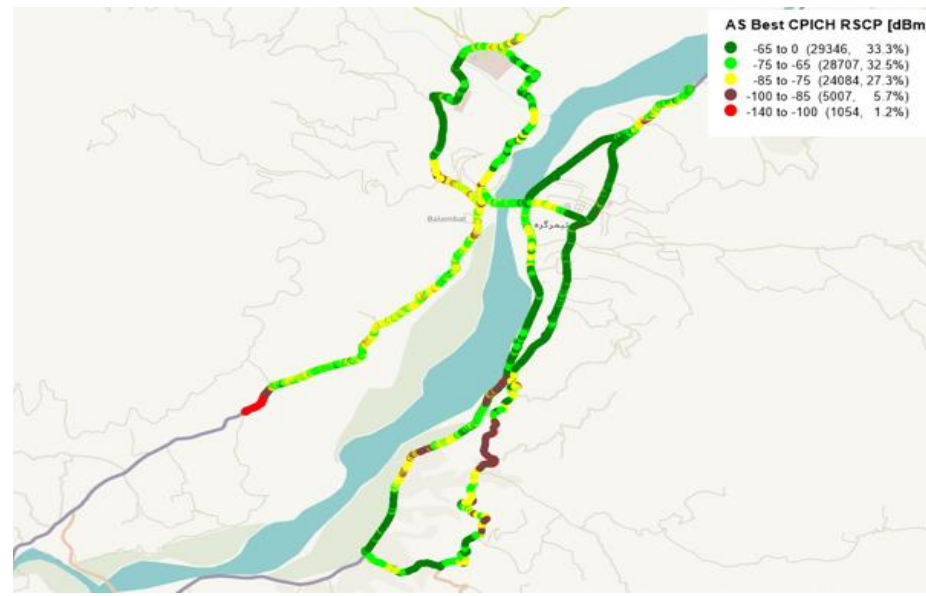 AS Best CPICH RSCP [dBm
-65 to 0 (29346, 33.3%)
-75 to -65 (28707, 32.5%)
-85 to -75 (24084, 27.3%)
-100 to -85 (5007, 5.7%)
-140 to -100 (1054, 1.2%)
Balambat
تیمرگرہ